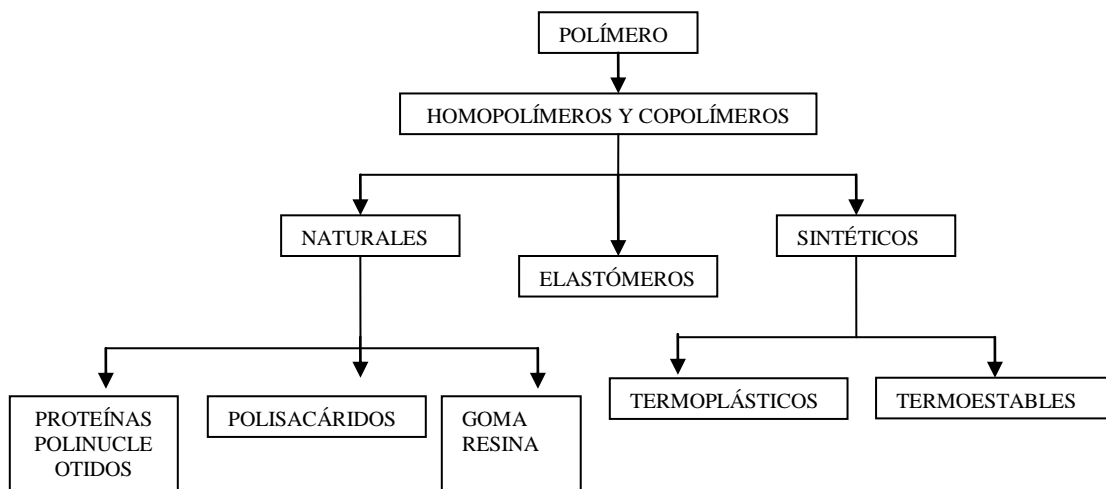 POLÍMERO
HOMOPOLÍMEROS Y COPOLÍMEROS
NATURALES
ELASTÓMEROS
SINTÉTICOS
PROTEÍNAS
POLINUCLE
OTIDOS
POLISACÁRIDOS
GOMA
RESINA
TERMOPLÁSTICOS
TERMOESTABLES